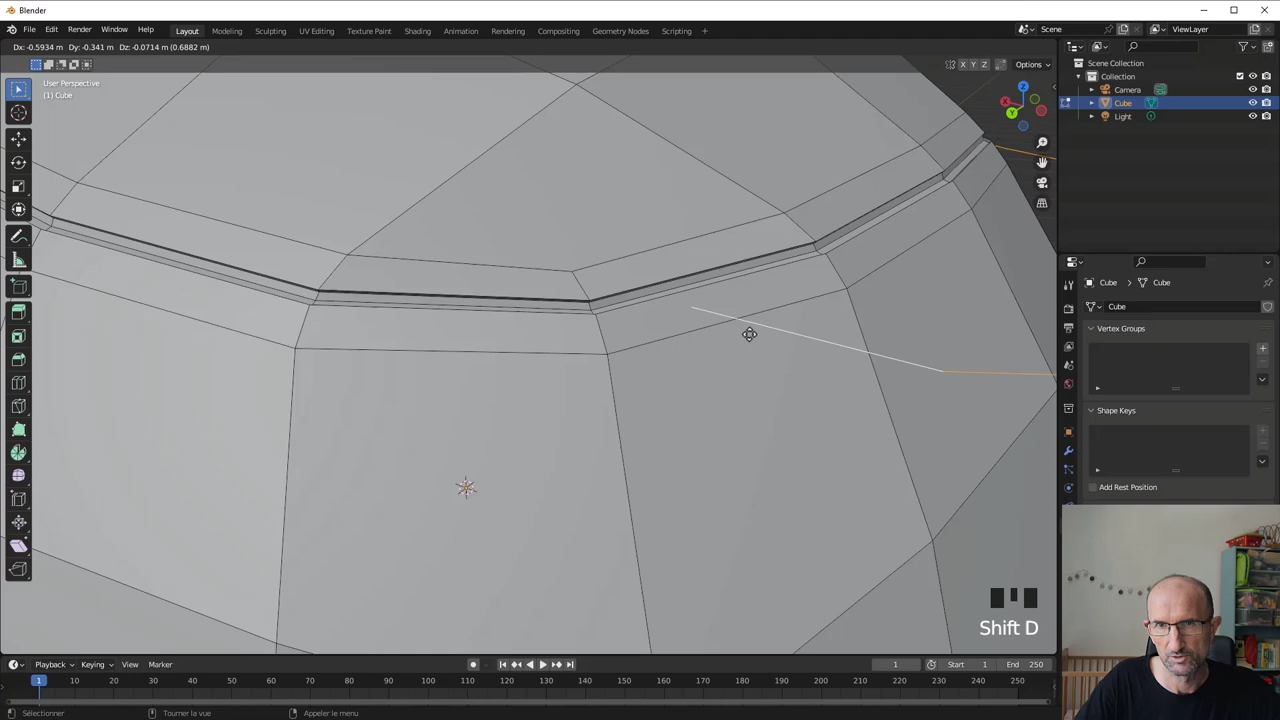 Blender
File Edit Render Window Help
Layout Modeling Sculpting UV Editing Texture Paint Shading Animation Compositing Geometry Nodes Rendering Scripting +
Scene
ViewLayer
Dx: -0.5934 m Dy: -0.341 m Dz: -0.0714 m (0.6882 m)
X Y Z
Options
User Perspective
(1) Cube
X
Y
Z
Scene Collection
Collection
Camera
Cube
Light
Cube
Cube
Cube
Vertex Groups
Shape Keys
Add Rest Position
Shift D
Playback Keying View Marker
1
Start 1
End 250
1 10 20 30 40 50 60 70 80 90 100 110 120 130 140 150 160 170 180 190 200 210 220 230 240 250
Sélectionner
Tourner la vue
Appeler le menu